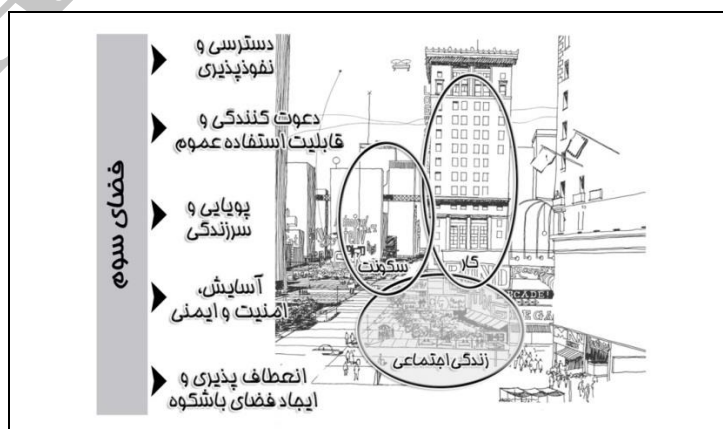 فضای سوم
دسترسی و
نفوذپذیری
دعوت کنندگی و
قابلیت استفاده عموم
پویایی و
سرزندگی
آسایش،
امنیت و ایمنی
انعطاف پذیری و
ایجاد فضای باشکوه
سکونت
کار
زندگی اجتماعی